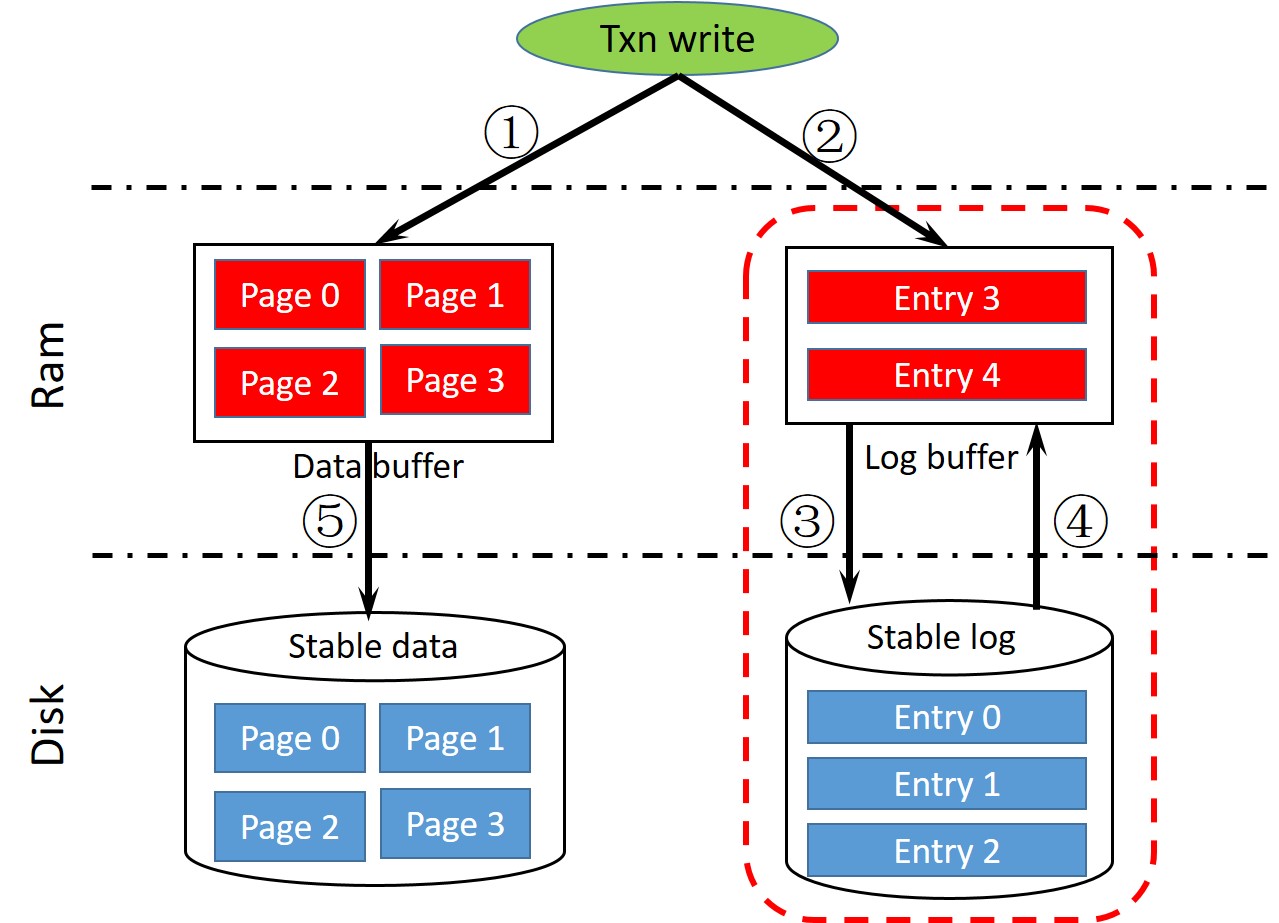 Txn write
①
②
Ram
Page 0
Page 1
Page 2
Page 3
Data buffer
Entry 3
Entry 4
Log buffer
⑤
③
④
Disk
Stable data
Page 0
Page 1
Page 2
Page 3
Stable log
Entry 0
Entry 1
Entry 2